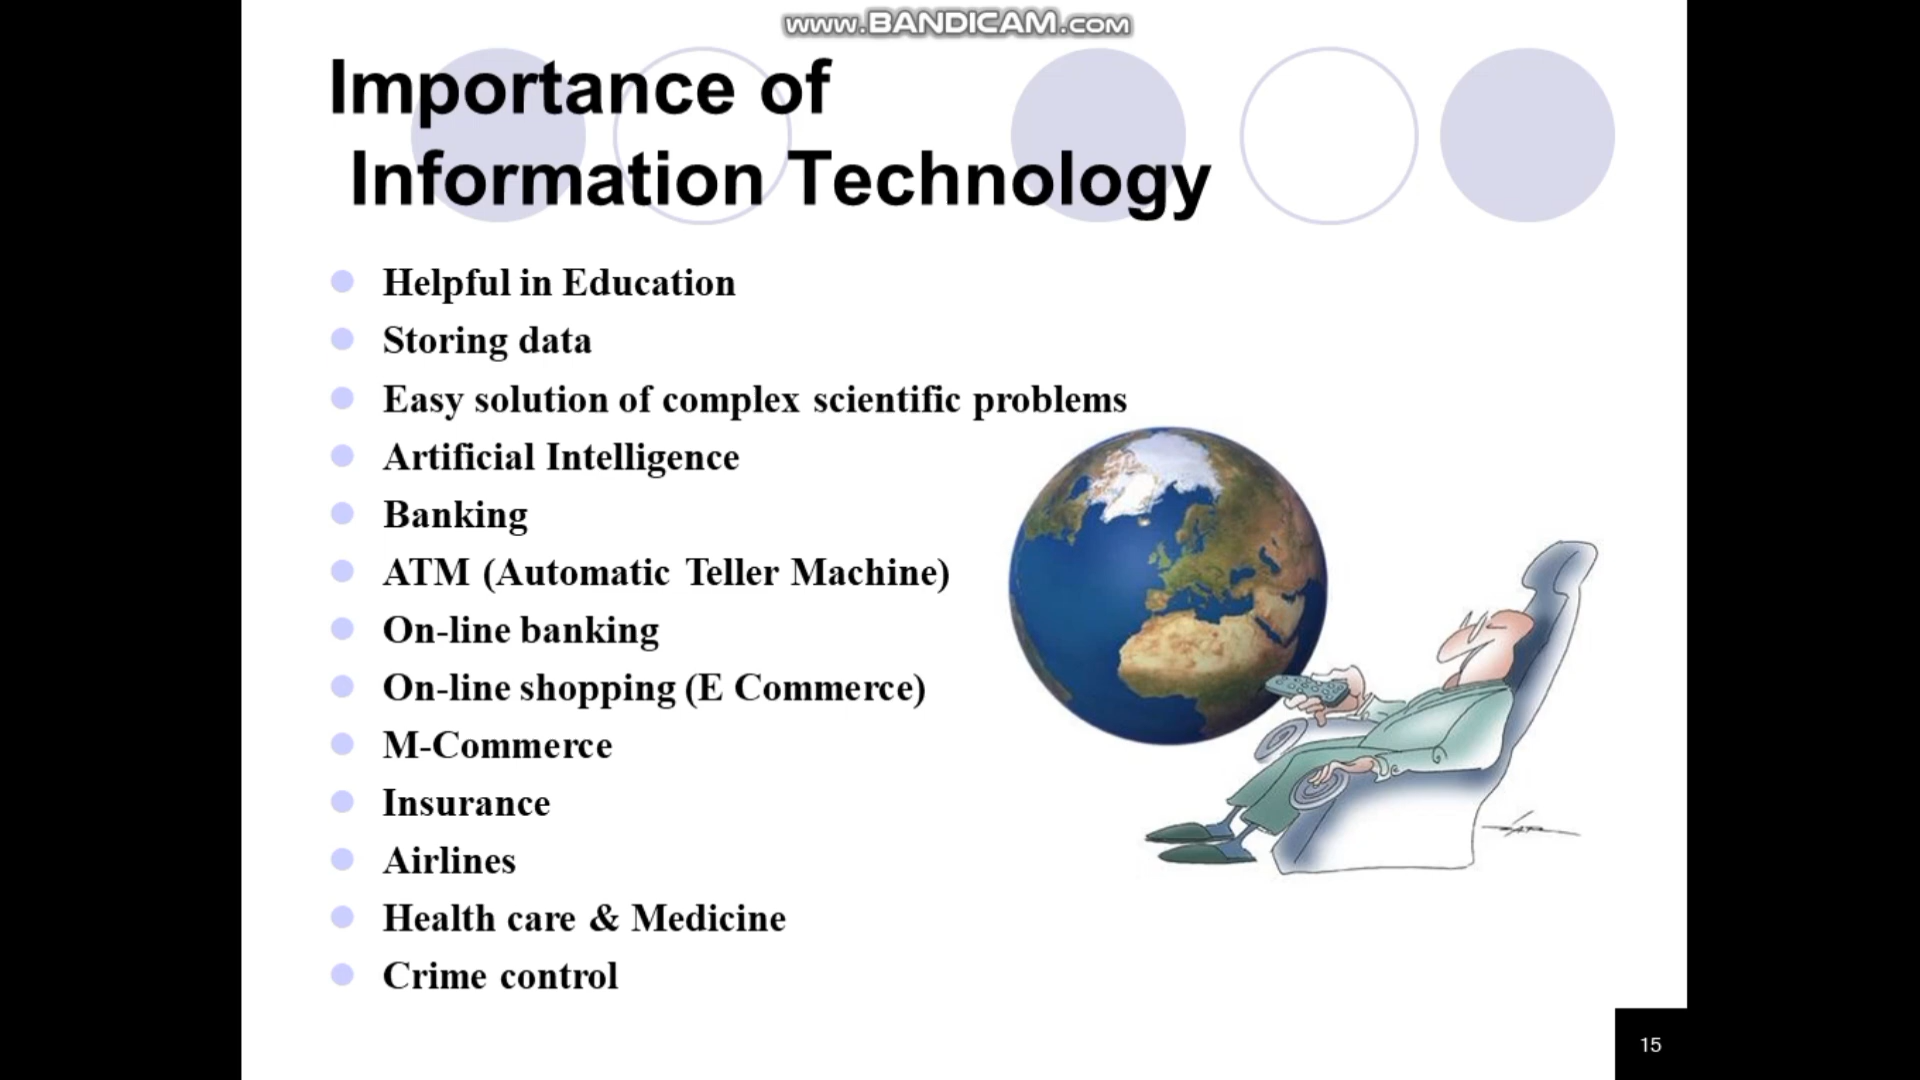 www.BANDICAM.com
Importance of
Information Technology
Helpful in Education
Storing data
Easy solution of complex scientific problems
Artificial Intelligence
Banking
ATM (Automatic Teller Machine)
On-line banking
On-line shopping (E Commerce)
M-Commerce
Insurance
Airlines
Health care & Medicine
Crime control
15